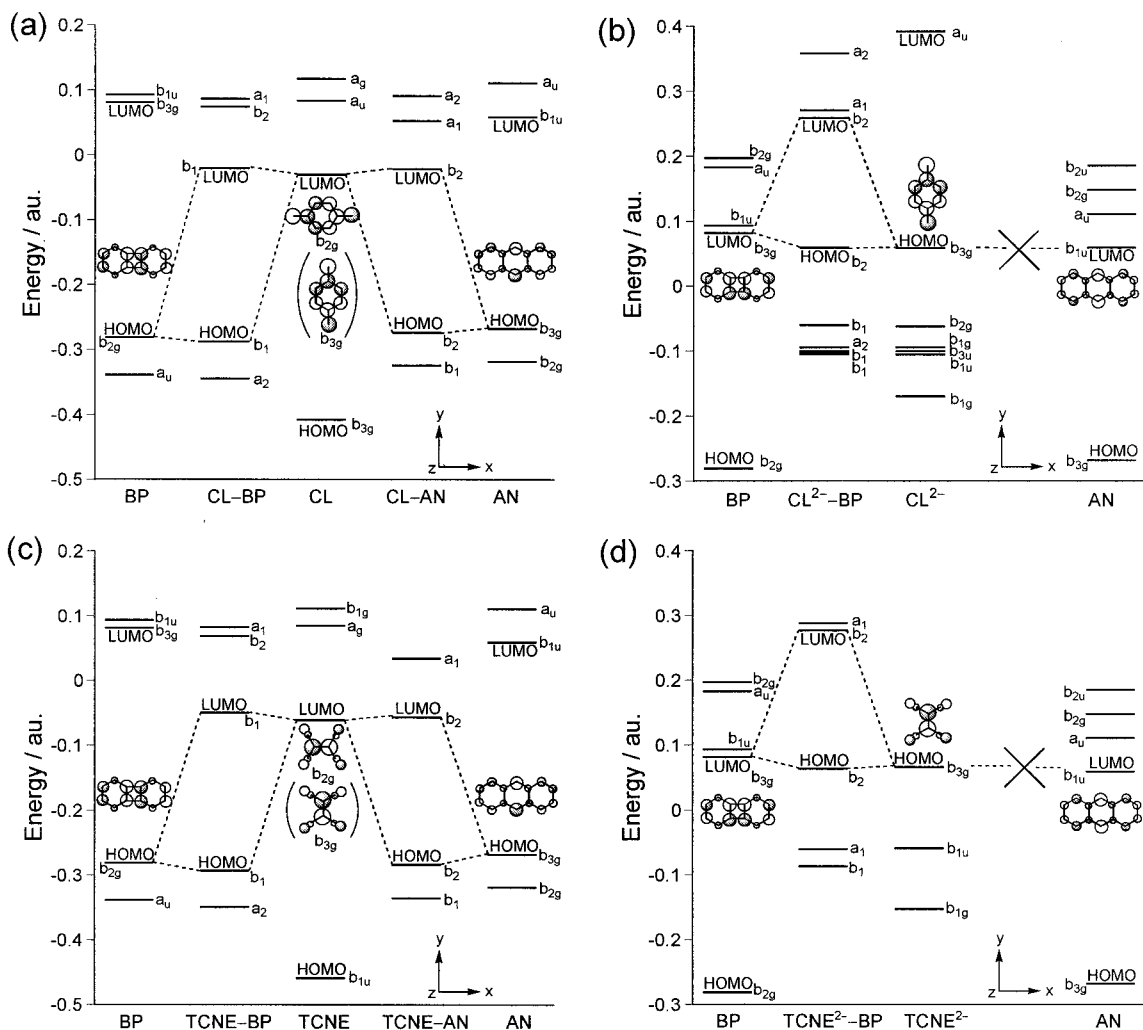 (a)
Energy / au.
0.2
0.1
0
-0.1
-0.2
-0.3
-0.4
-0.5
b1u
b3g
LUMO
HOMO
b2g
au
BP
a1
b2
b1
LUMO
HOMO
b1
a2
CL–BP
ag
au
LUMO
b2g
b3g
b3g
HOMO
CL
a2
a1
b2
LUMO
HOMO
b2
b1
CL–AN
au
b1u
LUMO
HOMO
b3g
b2g
AN
y
z
x
(b)
Energy / au.
0.4
0.3
0.2
0.1
0
-0.1
-0.2
0.3
b2g
au
b1u
LUMO
b3g
HOMO
b2g
BP
a2
a1
b2
LUMO
HOMO
b2
b1
a2
b1
b1
CL2-–BP
au
LUMO
HOMO
b3g
b2g
b1g
b3u
b1u
b1g
CL2-
b2u
b2g
au
b1u
LUMO
HOMO
b3g
AN
y
z
x
(c)
Energy / au.
0.2
0.1
0
-0.1
-0.2
-0.3
-0.4
-0.5
b1u
b3g
LUMO
HOMO
b2g
au
BP
a1
b2
LUMO
b1
HOMO
b1
a2
TCNE–BP
b1g
ag
LUMO
b2g
b3g
HOMO
b1u
TCNE
a1
LUMO
b2
HOMO
b2
b1
TCNE–AN
au
b1u
LUMO
HOMO
b3g
b2g
AN
y
z
x
(d)
Energy / au.
0.4
0.3
0.2
0.1
0
-0.1
-0.2
0.3
b2g
au
b1u
LUMO
b3g
HOMO
b2g
BP
a1
b2
LUMO
HOMO
b2
a1
b1
TCNE2-–BP
HOMO
b3g
b1u
b1g
TCNE2-
b2u
b2g
au
LUMO
b1u
HOMO
b3g
AN
y
z
x